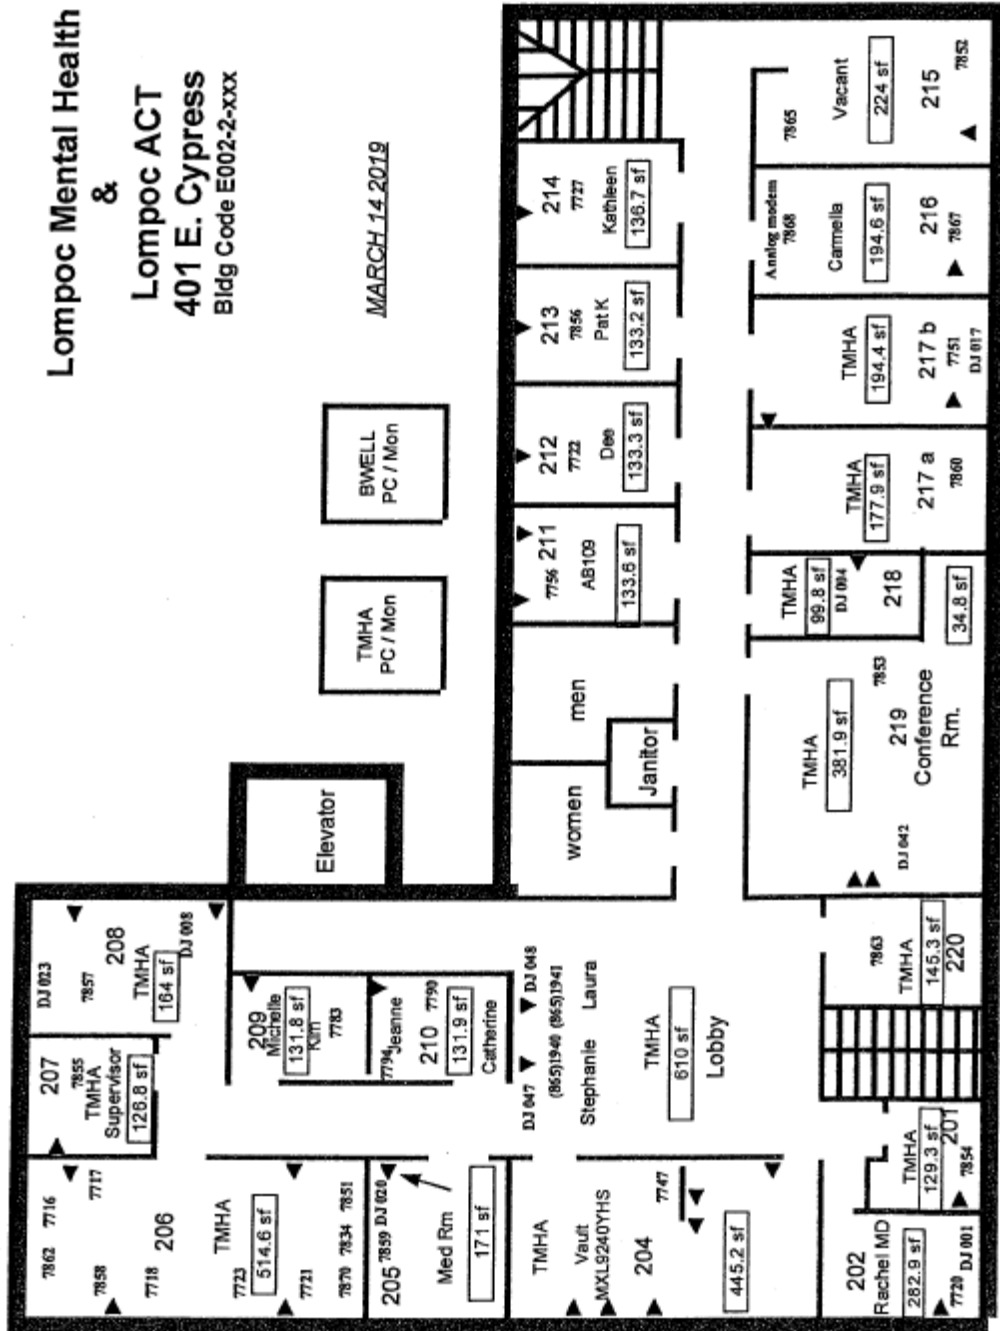 Lompoc Mental Health
&
Lompoc ACT
401 E. Cypress
Bldg Code E002-2-xxx
MARCH 14 2019
TMHA
PC / Mon
BWELL
PC / Mon
Elevator
DJ 023
7857
208
TMHA
164 sf
DJ 008
207
7855
TMHA
Supervisor
126.8 sf
7862 7716
7858 7717
7718
206
TMHA
7723
514.6 sf
7721
7870 7834 7851
209
Michelle
131.8 sf
Kim
7783
7794 Jeanne
210 7790
131.9 sf
Catherine
205 7859 DJ 020
Med Rm
171 sf
DJ 047 DJ 048
(865)1940 (865)1941
Stephanie Laura
TMHA
610 sf
Lobby
TMHA
Vault
MXL9240YHS
204
7747
445.2 sf
202
Rachel MD
282.9 sf
7720 DJ 001
TMHA
129.3 sf
201
7854
7863
TMHA
145.3 sf
220
women
men
Janitor
7756 211
AB109
133.6 sf
212
7722
Dee
133.3 sf
213
7856
Pat K
133.2 sf
214
7727
Kathleen
136.7 sf
TMHA
381.9 sf
7853
219
Conference
Rm.
DJ 042
TMHA
99.8 sf
DJ 004
218
34.8 sf
TMHA
177.9 sf
217 a
7860
TMHA
194.4 sf
217 b
7751
DJ 017
Analog modem
7868
Carmella
194.6 sf
216
7867
7865
Vacant
224 sf
215
7852